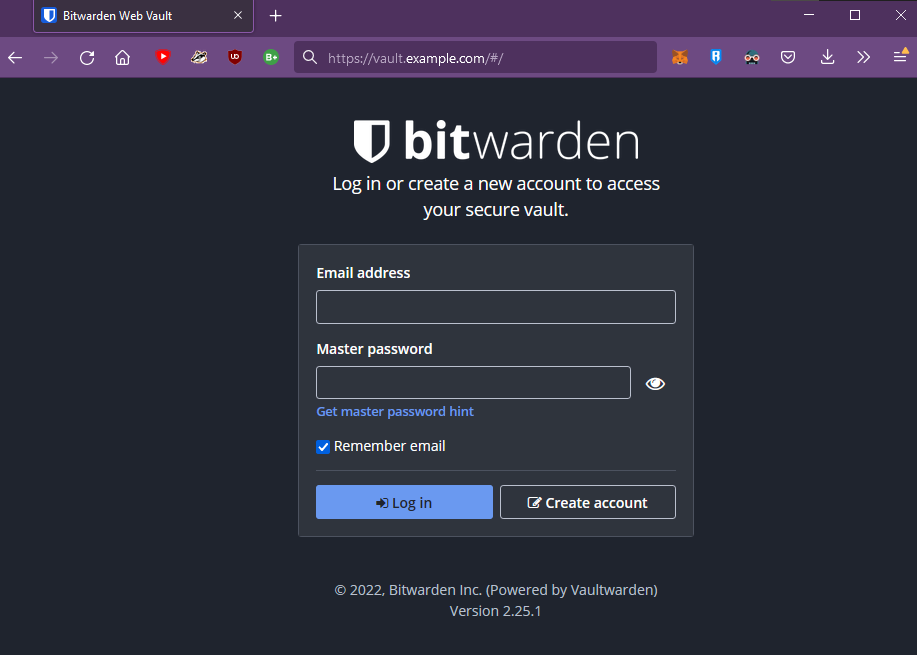 Bitwarden Web Vault
https://vault.example.com/#/
bitwarden
Log in or create a new account to access
your secure vault.
Email address
Master password
Get master password hint
Remember email
Log in
Create account
© 2022, Bitwarden Inc. (Powered by Vaultwarden)
Version 2.25.1